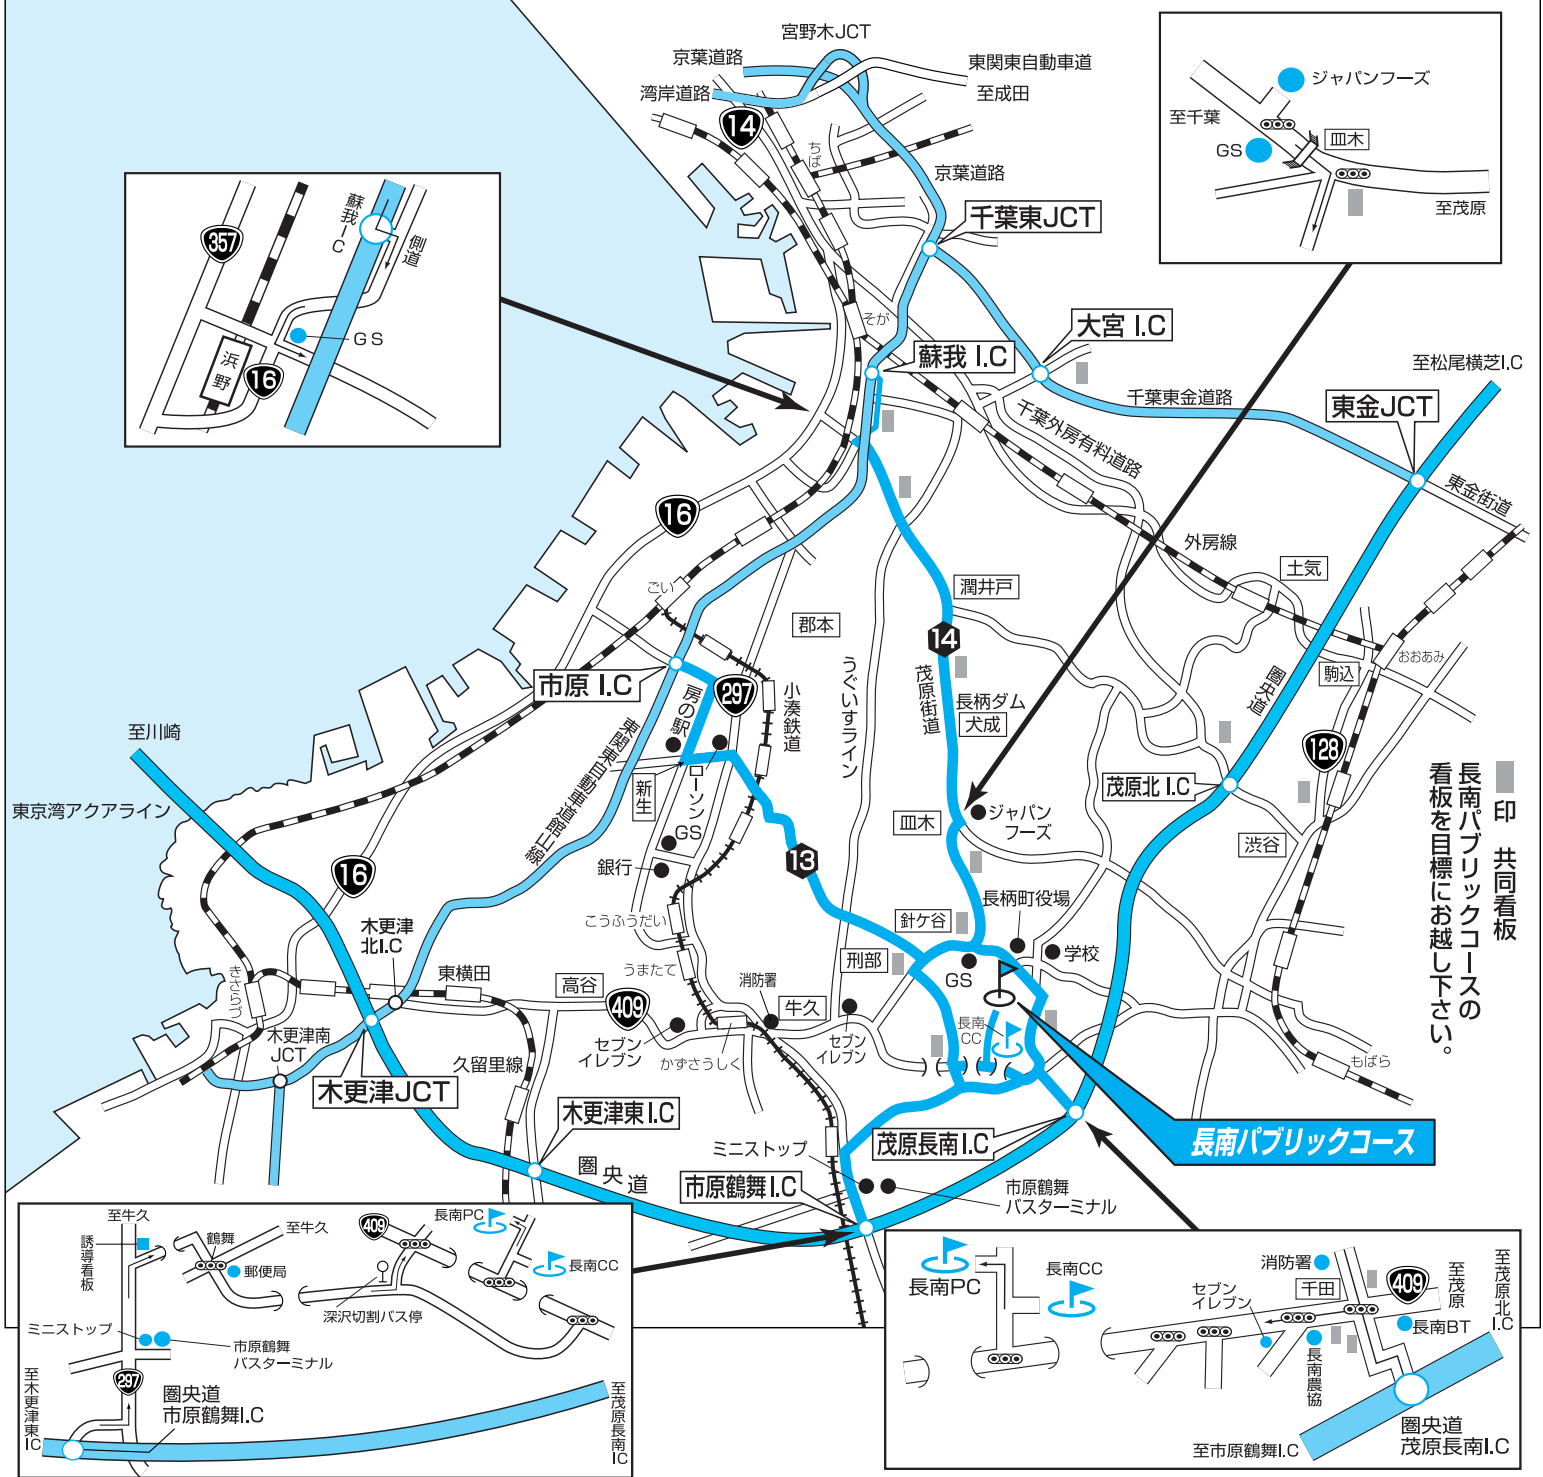 宮野木JCT
京葉道路
東関東自動車道
湾岸道路
至成田
14
ちば
京葉道路
千葉東JCT
ジャパンフーズ
至千葉
GS
皿木
至茂原
357
蘇我IC
側道
GS
浜野
16
そが
蘇我 I.C
大宮 I.C
千葉東金道路
千葉外房有料道路
至松尾横芝I.C
東金JCT
東金街道
16
外房線
土気
潤井戸
ごい
郡本
14
うぐいすライン
茂原街道
長柄ダム
犬成
駒込
おおあみ
圏央道
市原 I.C
297
房の駅
小湊鉄道
至川崎
東関東自動車道館山線
128
東京湾アクアライン
新生
ローソン
GS
銀行
茂原北 I.C
皿木
ジャパン
フーズ
渋谷
印 共同看板
長南パブリックコースの
看板を目標にお越し下さい。
13
16
木更津
北I.C
こうふうだい
針ケ谷
長柄町役場
学校
刑部
GS
東横田
うまたて
高谷
409
消防署
牛久
きさらづ
木更津南
JCT
セブン
イレブン
かずさうしく
セブン
イレブン
長南
CC
もばら
久留里線
木更津JCT
木更津東I.C
ミニストップ
茂原長南I.C
長南パブリックコース
圏央道
市原鶴舞I.C
市原鶴舞
バスターミナル
至牛久
誘導看板
鶴舞
至牛久
郵便局
409
長南PC
長南CC
深沢切割バス停
ミニストップ
市原鶴舞
バスターミナル
297
至木更津東IC
圏央道
市原鶴舞I.C
至茂原長南IC
長南PC
長南CC
消防署
千田
409
至茂原
至茂原北I.C
セブン
イレブン
長南BT
長南農協
圏央道
茂原長南I.C
至市原鶴舞I.C